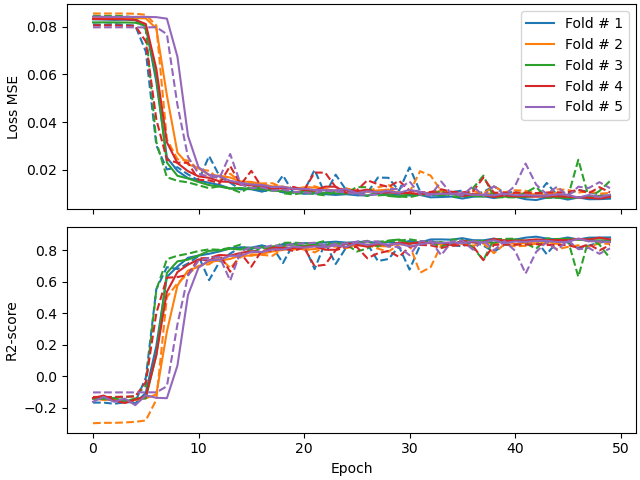 0.08
0.06
0.04
0.02
Loss MSE
Fold # 1
Fold # 2
Fold # 3
Fold # 4
Fold # 5
0.8
0.6
0.4
0.2
0.0
−0.2
R2-score
0 10 20 30 40 50
Epoch